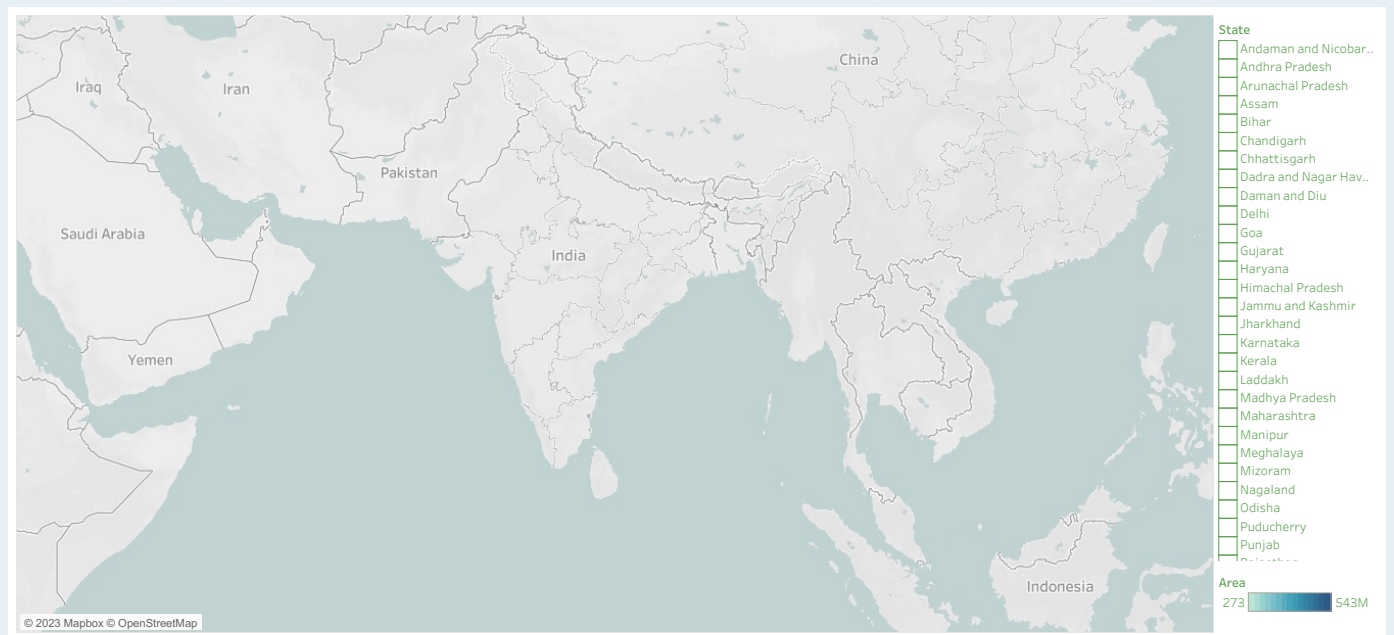 China
Iraq
Iran
Pakistan
Saudi Arabia
India
Yemen
Indonesia
© 2023 Mapbox © OpenStreetMap
State
Andaman and Nicobar..
Andhra Pradesh
Arunachal Pradesh
Assam
Bihar
Chandigarh
Chhattisgarh
Dadra and Nagar Hav..
Daman and Diu
Delhi
Goa
Gujarat
Haryana
Himachal Pradesh
Jammu and Kashmir
Jharkhand
Karnataka
Kerala
Laddakh
Madhya Pradesh
Maharashtra
Manipur
Meghalaya
Mizoram
Nagaland
Odisha
Puducherry
Punjab
Area
273 543M